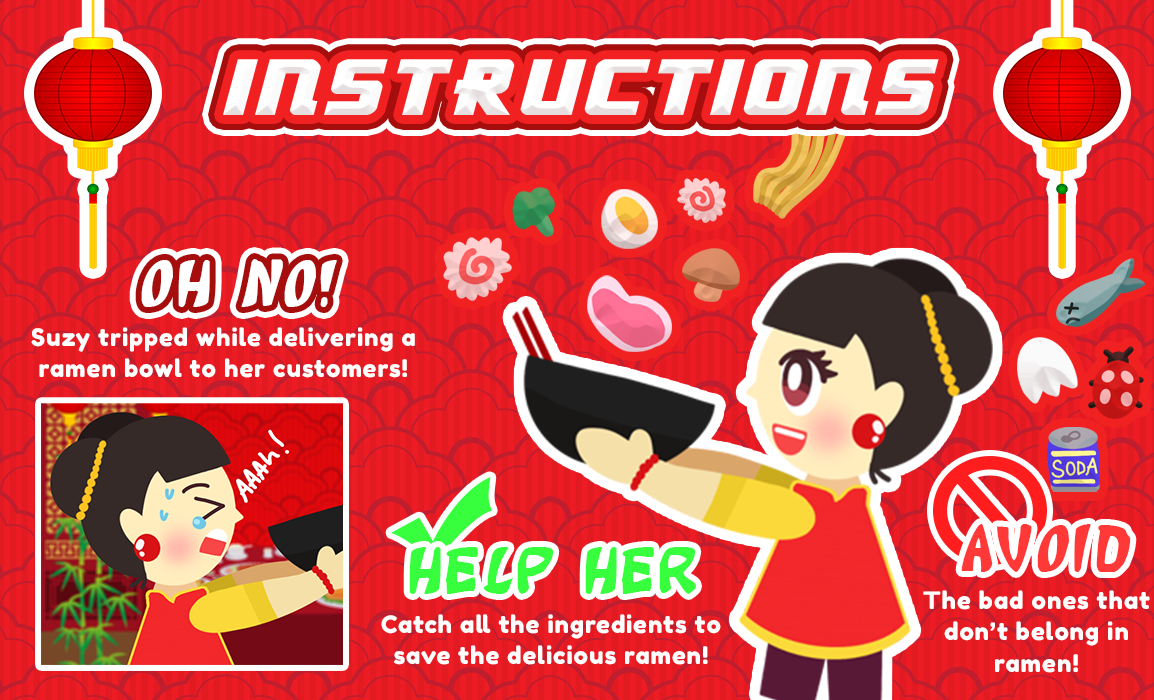 INSTRUCTIONS
OH NO!
Suzy tripped while delivering a
ramen bowl to her customers!
AAAh!
HELP HER
Catch all the ingredients to
save the delicious ramen!
SODA
AVOID
The bad ones that
don't belong in
ramen!